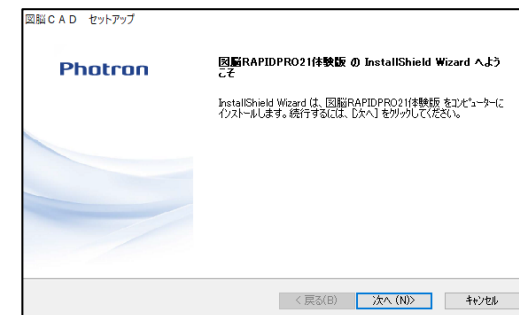 図脳CAD セットアップ
Photron
図脳RAPIDPRO21体験版 の InstallShield Wizard へよう
こそ
InstallShield Wizard は、図脳RAPIDPRO21体験版 をコンピューターに
インストールします。続行するには、[次へ] をクリックしてください。
< 戻る(B)
次へ (N)>
キャンセル